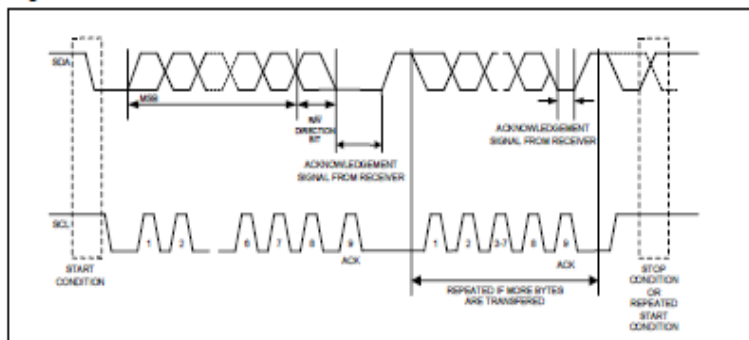 SDA
MSB
R/W
DIRECTION
BIT
ACKNOWLEDGEMENT
SIGNAL FROM RECEIVER
ACKNOWLEDGEMENT
SIGNAL FROM RECEIVER
SCL
1 2 6 7 8 9 1 2 3-7 8 9
ACK ACK
START
CONDITION
REPEATED IF MORE BYTES
ARE TRANSFERED
STOP
CONDITION
OR
REPEATED
START
CONDITION